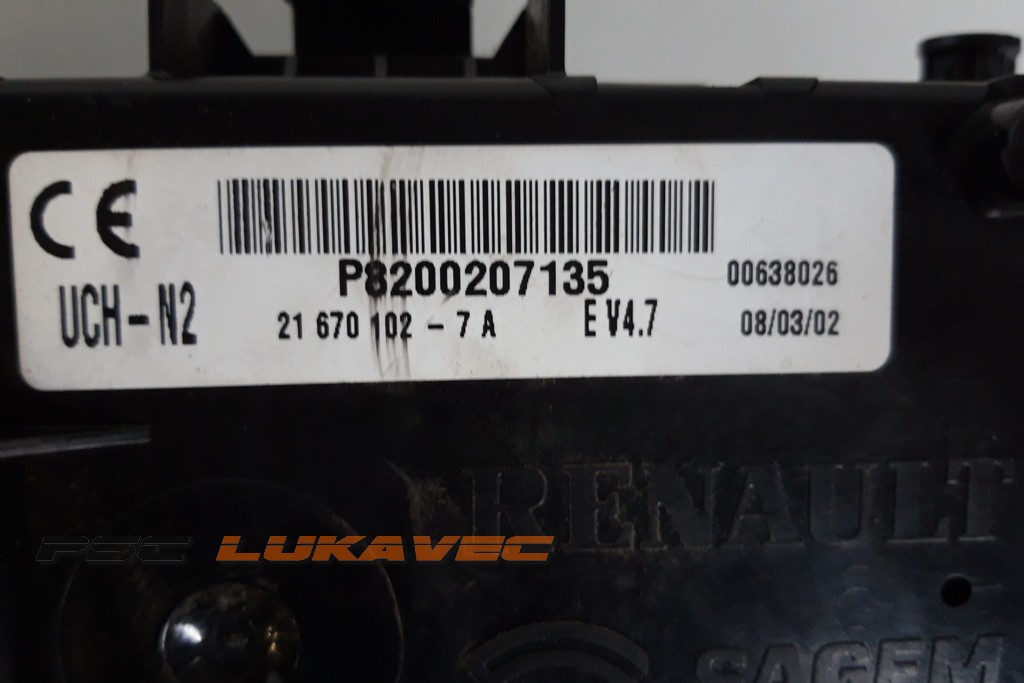 CE
P8200207135
00638026
UCH-N2
21 670 102 - 7 A
E V4.7
08/03/02
RENAULT
PSC LUKAVEC
SAGEM